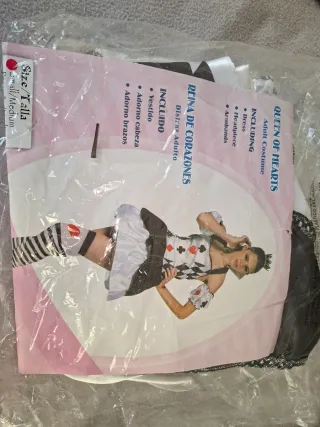 Size/Talla
Small/Medium
QUEEN OF HEARTS
Adult Costume
INCLUDING
• Dress
• Headpiece
• Armbands
REINA DE CORAZONES
Disfraz Adulto
INCLUIDO
• Vestido
• Adorno cabeza
• Adorno brazos